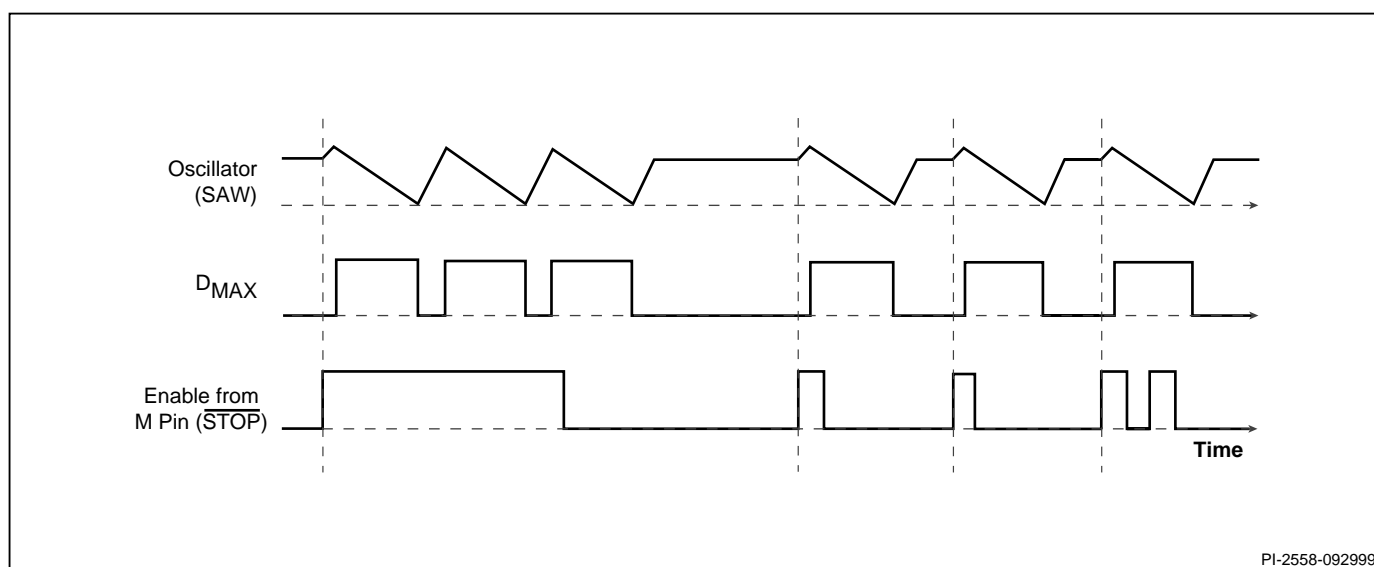 Oscillator
(SAW)
DMAX
Enable from
M Pin (STOP)
Time
PI-2558-092999